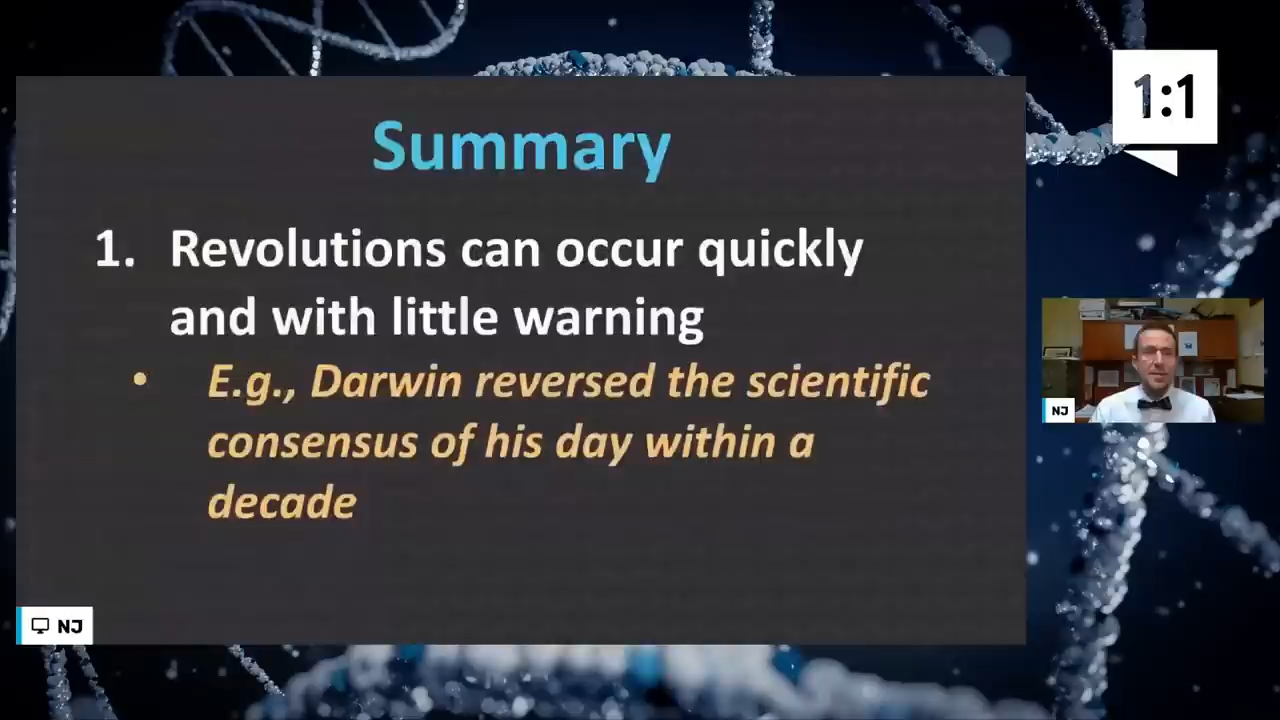 1:1
Summary
1. Revolutions can occur quickly
and with little warning
• E.g., Darwin reversed the scientific
consensus of his day within a
decade
NJ
NJ